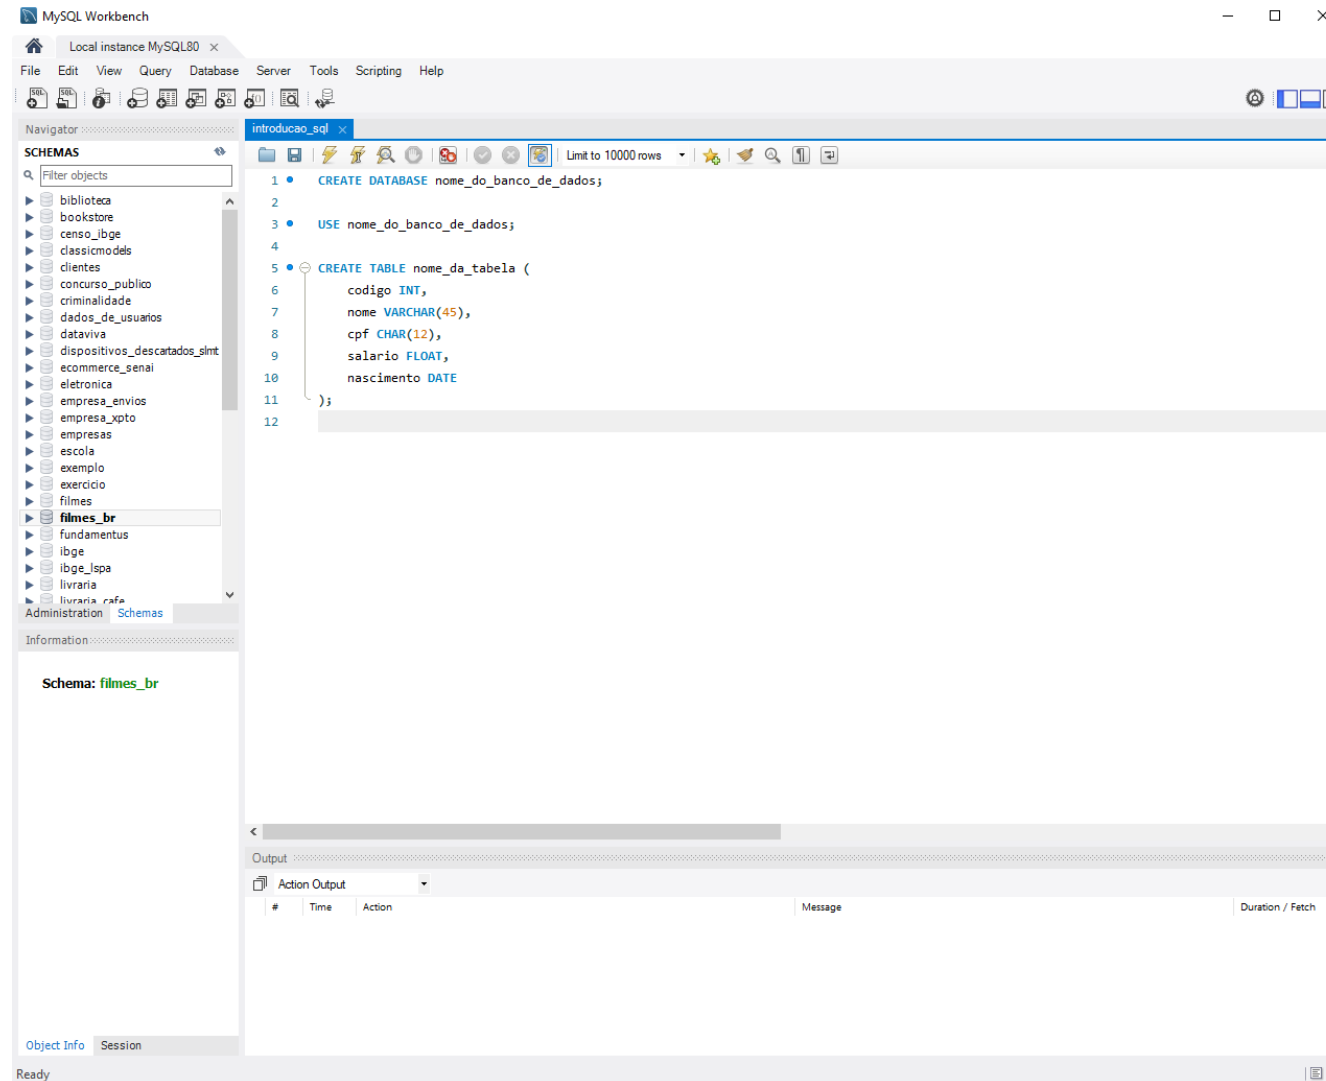 MySQL Workbench
Local instance MySQL80
File Edit View Query Database Server Tools Scripting Help
Navigator
SCHEMAS
Filter objects
biblioteca
bookstore
censo_ibge
classicmodels
clientes
concurso_publico
criminalidade
dados_de_usuarios
dataviva
dispositivos_descartados_slmt
ecommerce_senai
eletronica
empresa_envios
empresa_xpto
empresas
escola
exemplo
exercicio
filmes
filmes_br
fundamentus
ibge
ibge_lspa
livraria
livraria_cafe
Administration Schemas
Information
Schema: filmes_br
Object Info Session
introducao_sql
Limit to 10000 rows
1 CREATE DATABASE nome_do_banco_de_dados;
2
3 USE nome_do_banco_de_dados;
4
5 CREATE TABLE nome_da_tabela (
6 codigo INT,
7 nome VARCHAR(45),
8 cpf CHAR(12),
9 salario FLOAT,
10 nascimento DATE
11 );
12
Output
Action Output
# Time Action Message Duration / Fetch
Ready